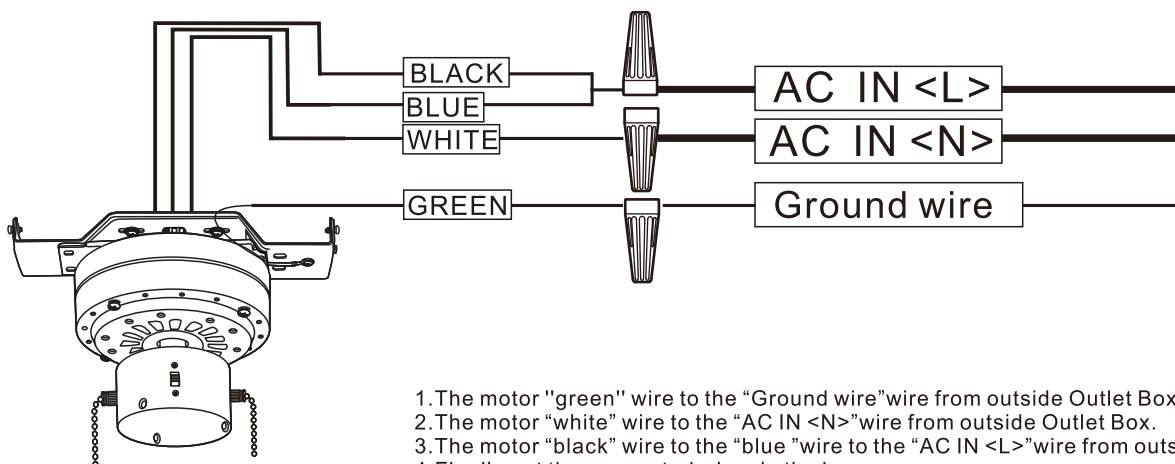 BLACK
AC IN <L>
BLUE
WHITE
AC IN <N>
GREEN
Ground wire
1.The motor "green" wire to the “Ground wire”wire from outside Outlet Box
2.The motor “white” wire to the “AC IN <N>”wire from outside Outlet Box.
3.The motor “black” wire to the “blue ”wire to the “AC IN <L>”wire from outs